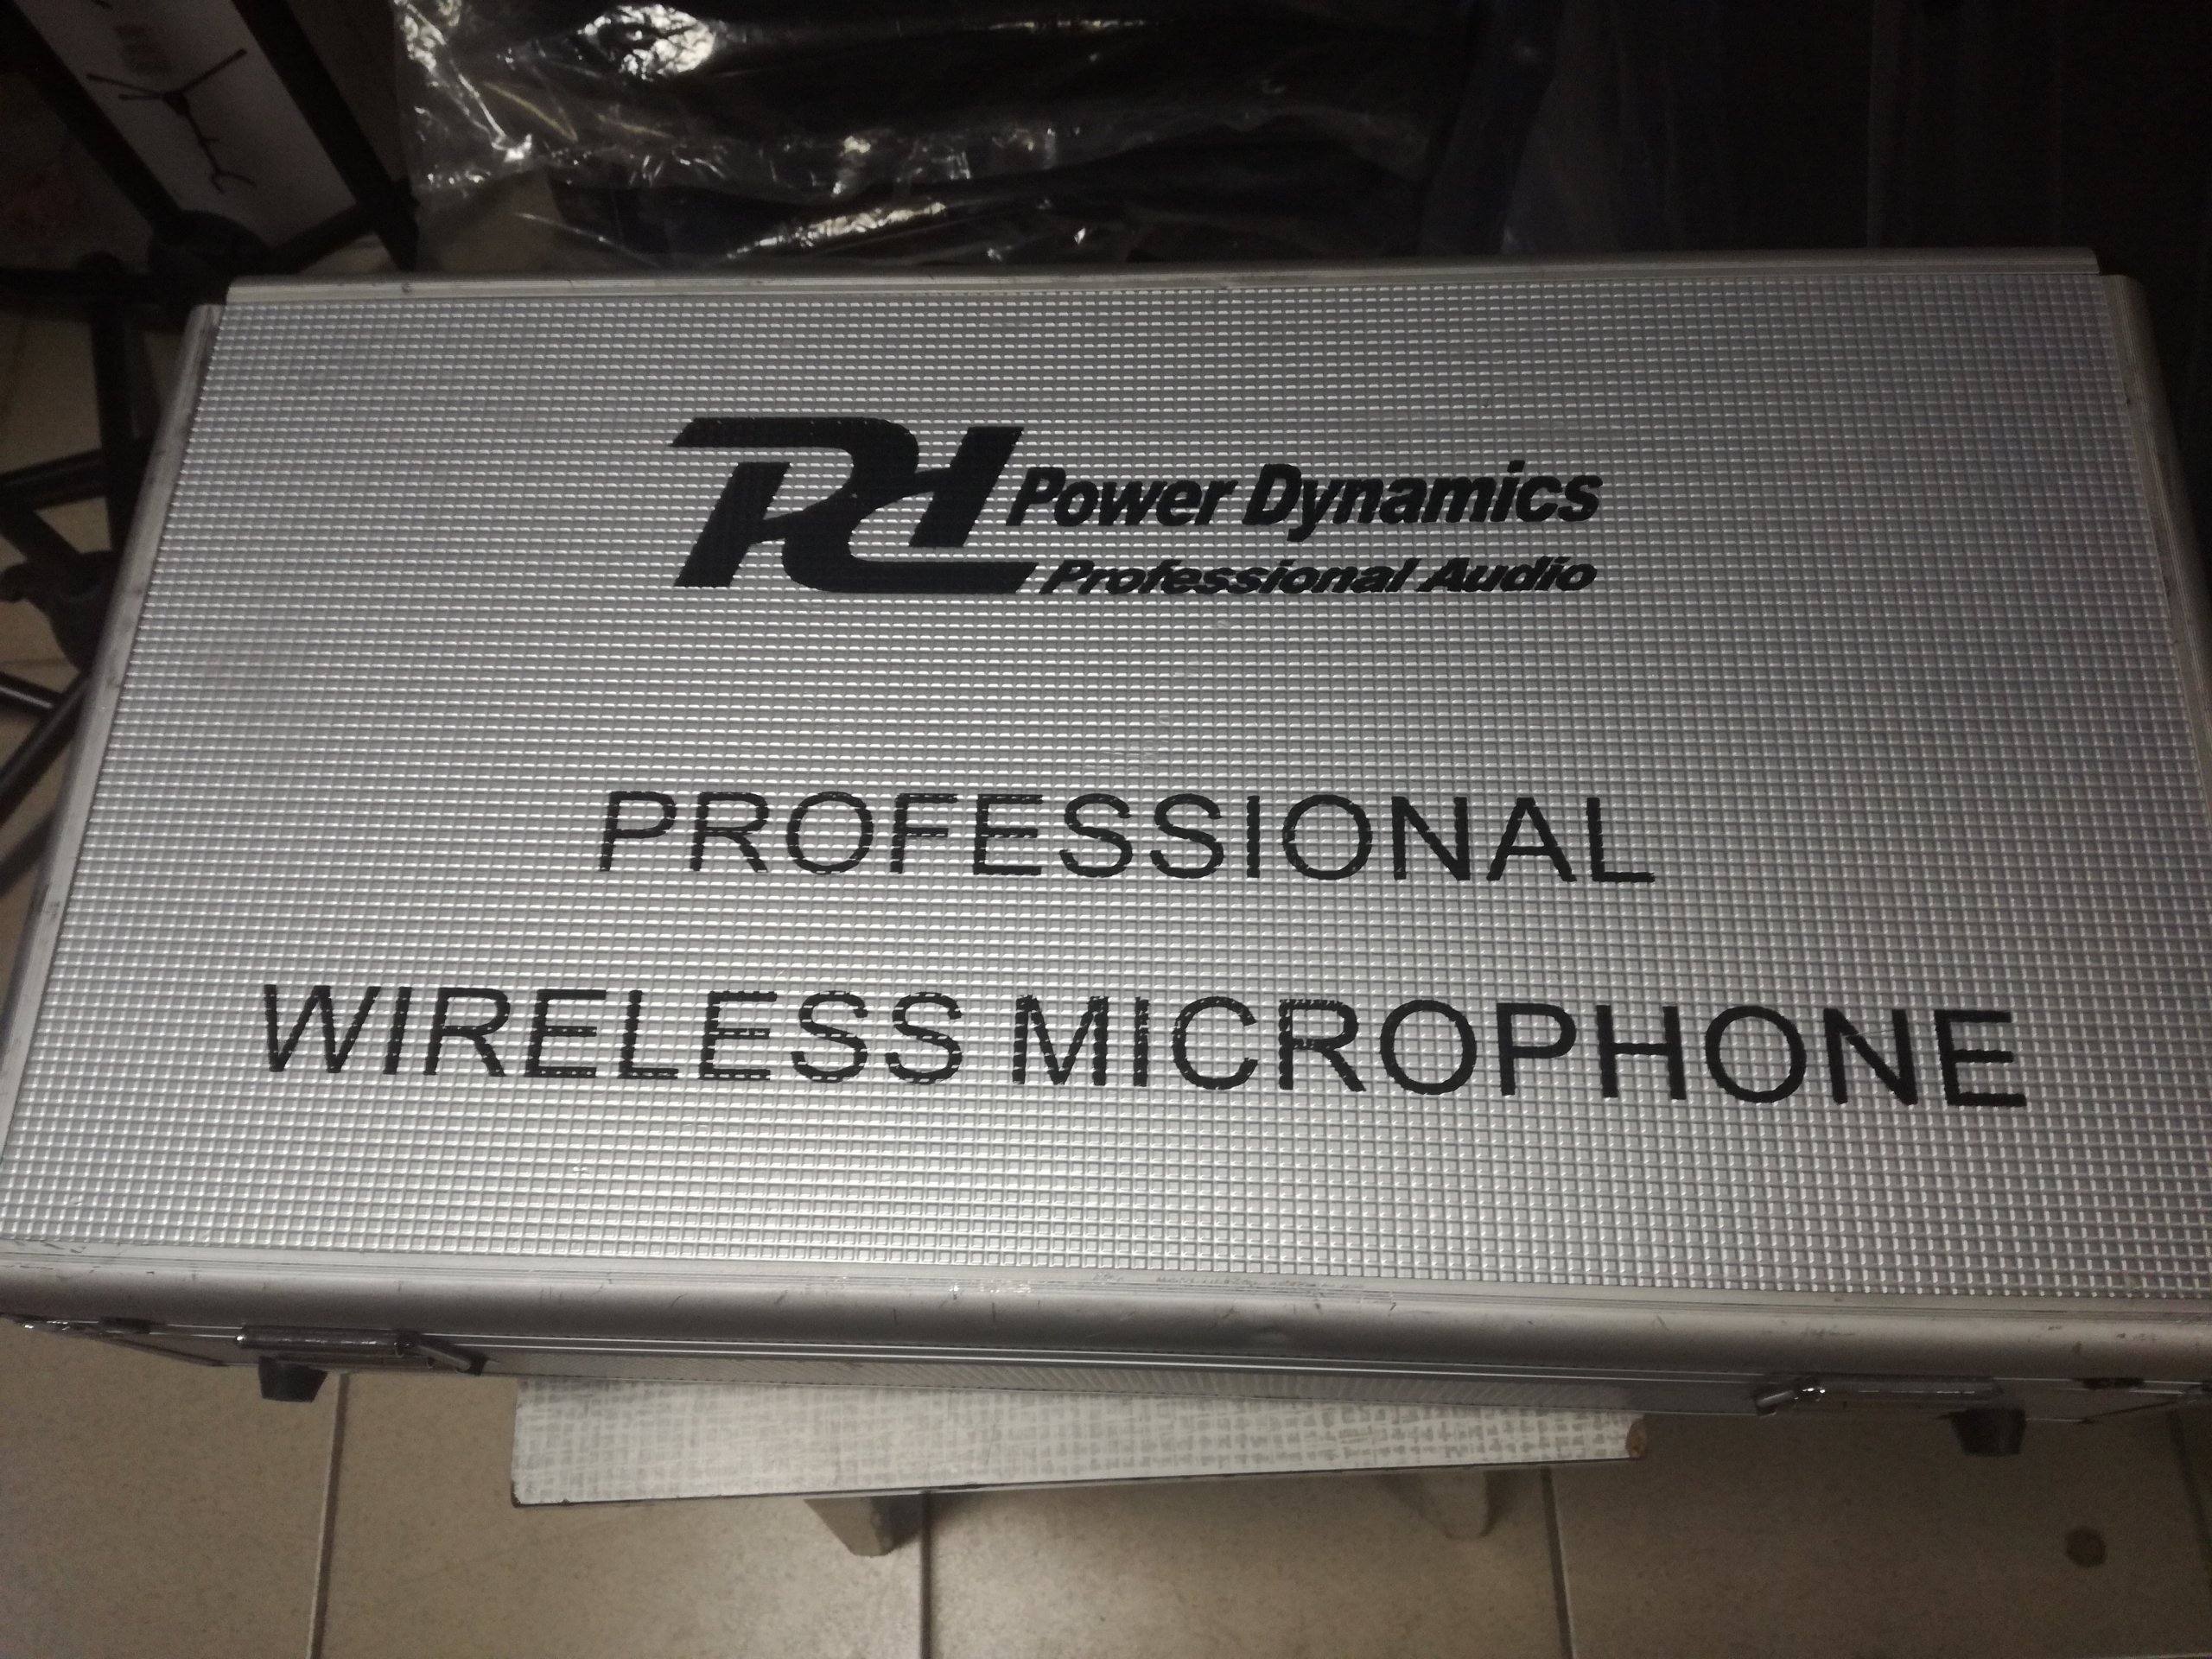 Pd Power Dynamics
Professional Audio
PROFESSIONAL
WIRELESS MICROPHONE